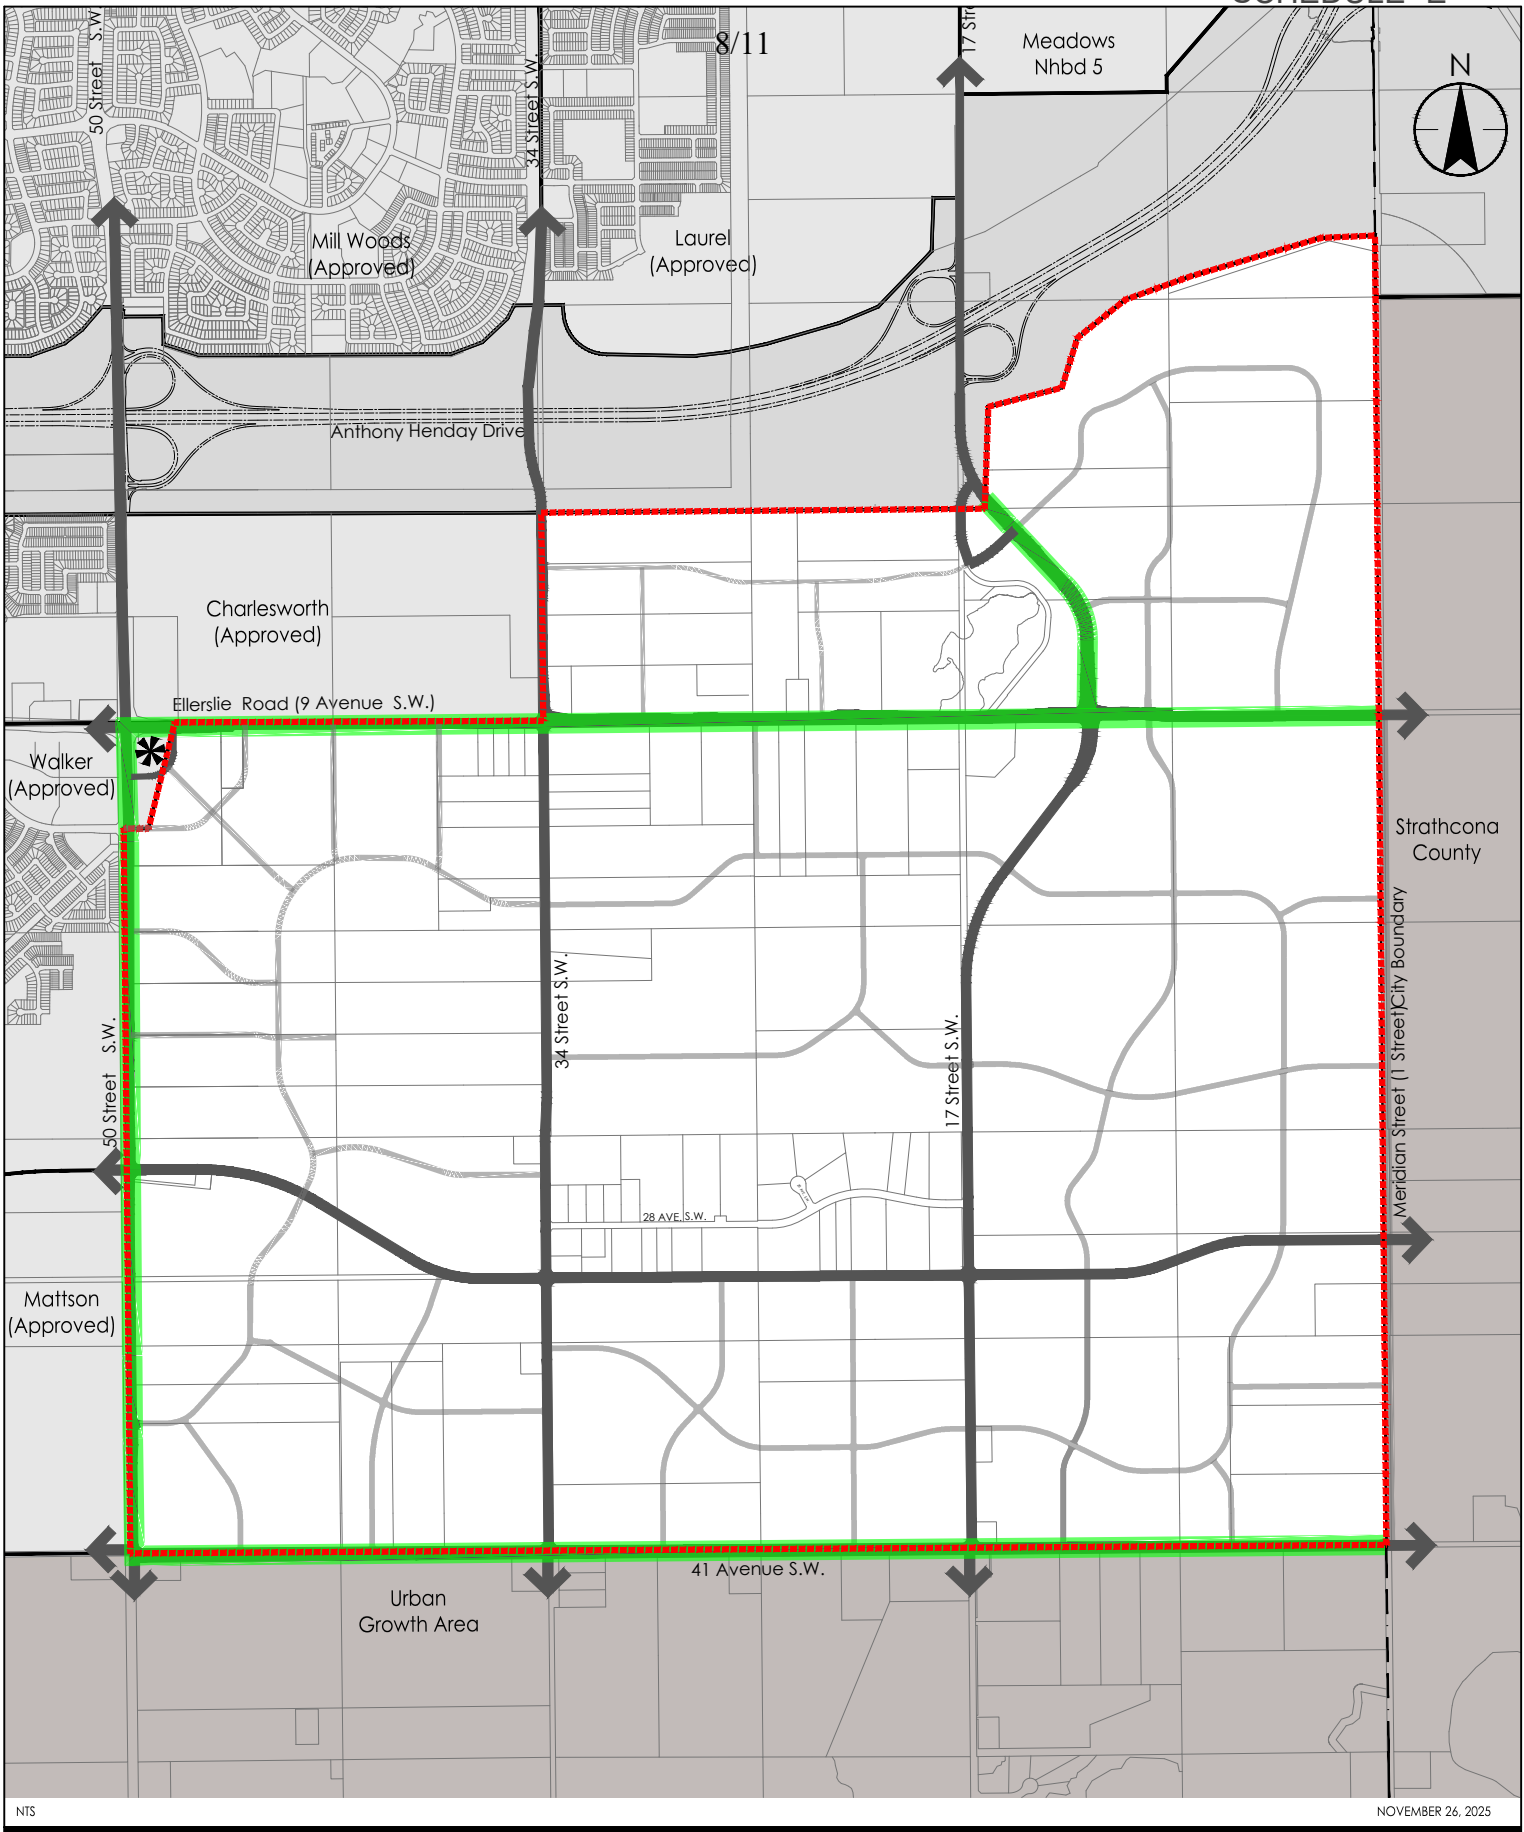 50 Street S.W.
34 Street S.W.
8/11
Meadows
Nhbd 5
N
Mill Woods
(Approved)
Laurel
(Approved)
Anthony Henday Drive
Charlesworth
(Approved)
Ellerslie Road (9 Avenue S.W.)
Walker
(Approved)
Strathcona
County
34 Street S.W.
17 Street S.W.
50 Street S.W.
Meridian Street (1 Street)City Boundary
28 AVE. S.W.
Mattson
(Approved)
41 Avenue S.W.
Urban
Growth Area
NTS
NOVEMBER 26, 2025